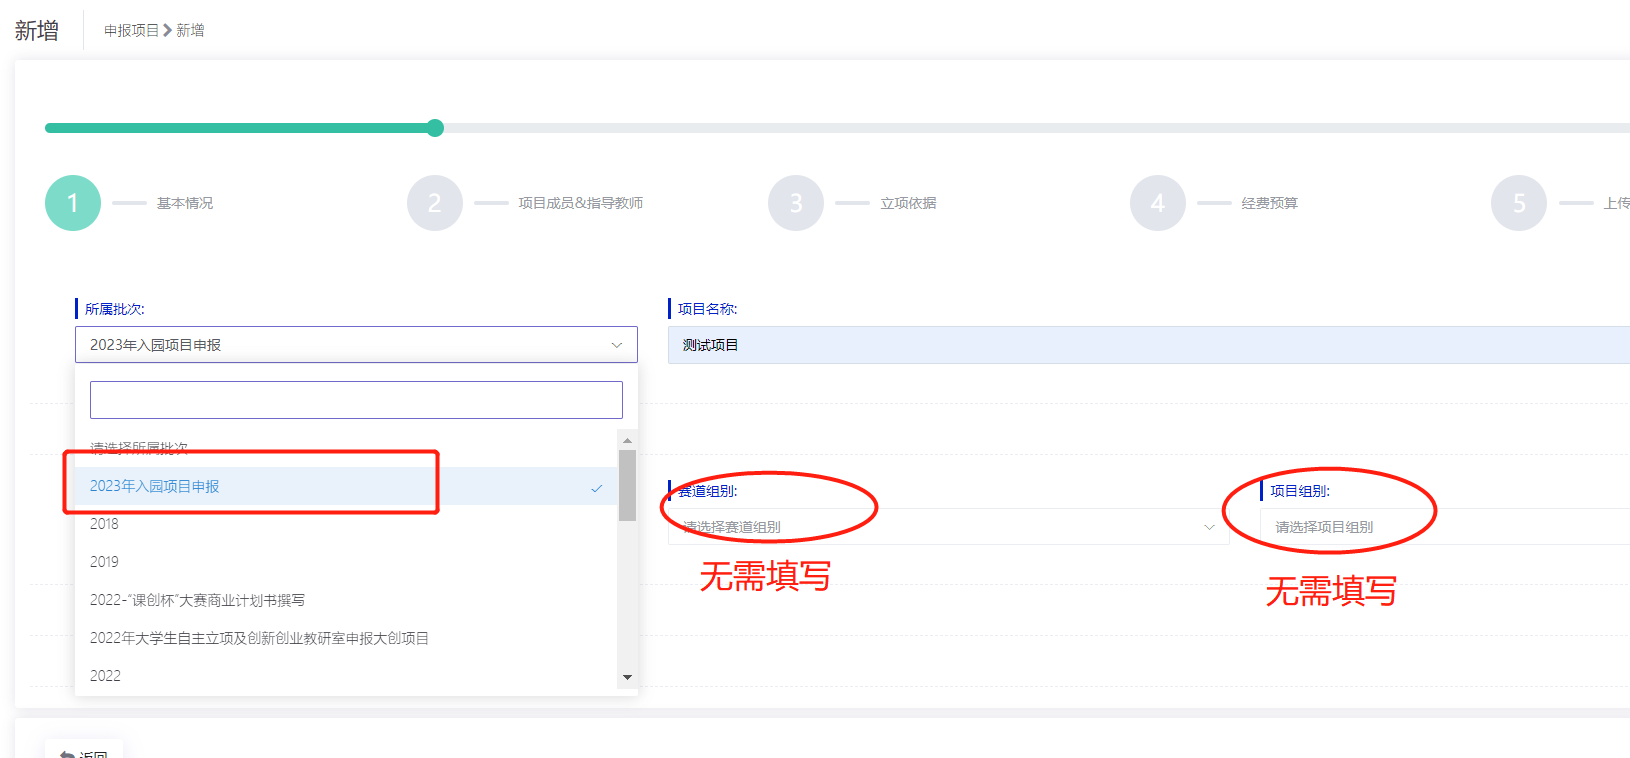 新增
申报项目 > 新增
1 基本情况
2 项目成员&指导教师
3 立项依据
4 经费预算
5 上传
所属批次:
项目名称:
2023年入园项目申报
测试项目
请选择所属批次
2023年入园项目申报
2018
2019
2022-“课创杯”大赛商业计划书撰写
2022年大学生自主立项及创新创业教研室申报大创项目
2022
赛道组别:
请选择赛道组别
无需填写
项目组别:
请选择项目组别
无需填写
返回